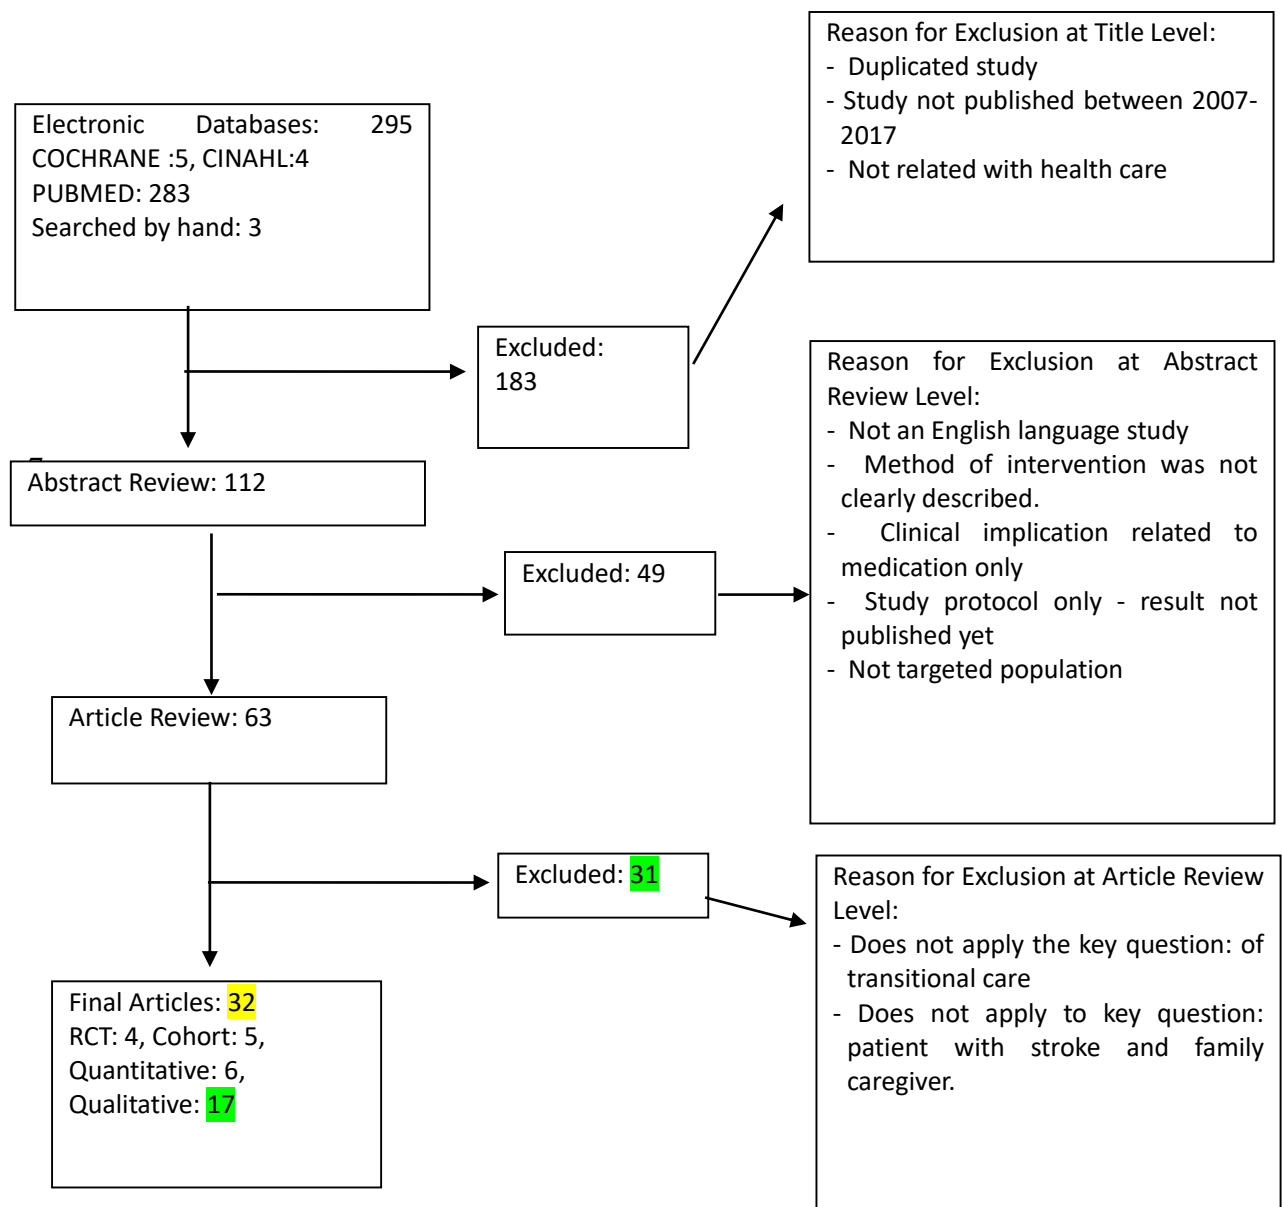 Electronic Databases: 295
COCHRANE :5, CINAHL:4
PUBMED: 283
Searched by hand: 3
Excluded:
183
Reason for Exclusion at Title Level:
- Duplicated study
- Study not published between 2007-
2017
- Not related with health care
Abstract Review: 112
Excluded: 49
Reason for Exclusion at Abstract
Review Level:
- Not an English language study
- Method of intervention was not
clearly described.
- Clinical implication related to
medication only
- Study protocol only - result not
published yet
- Not targeted population
Article Review: 63
Excluded: 31
Reason for Exclusion at Article Review
Level:
- Does not apply the key question: of
transitional care
- Does not apply to key question:
patient with stroke and family
caregiver.
Final Articles: 32
RCT: 4, Cohort: 5,
Quantitative: 6,
Qualitative: 17